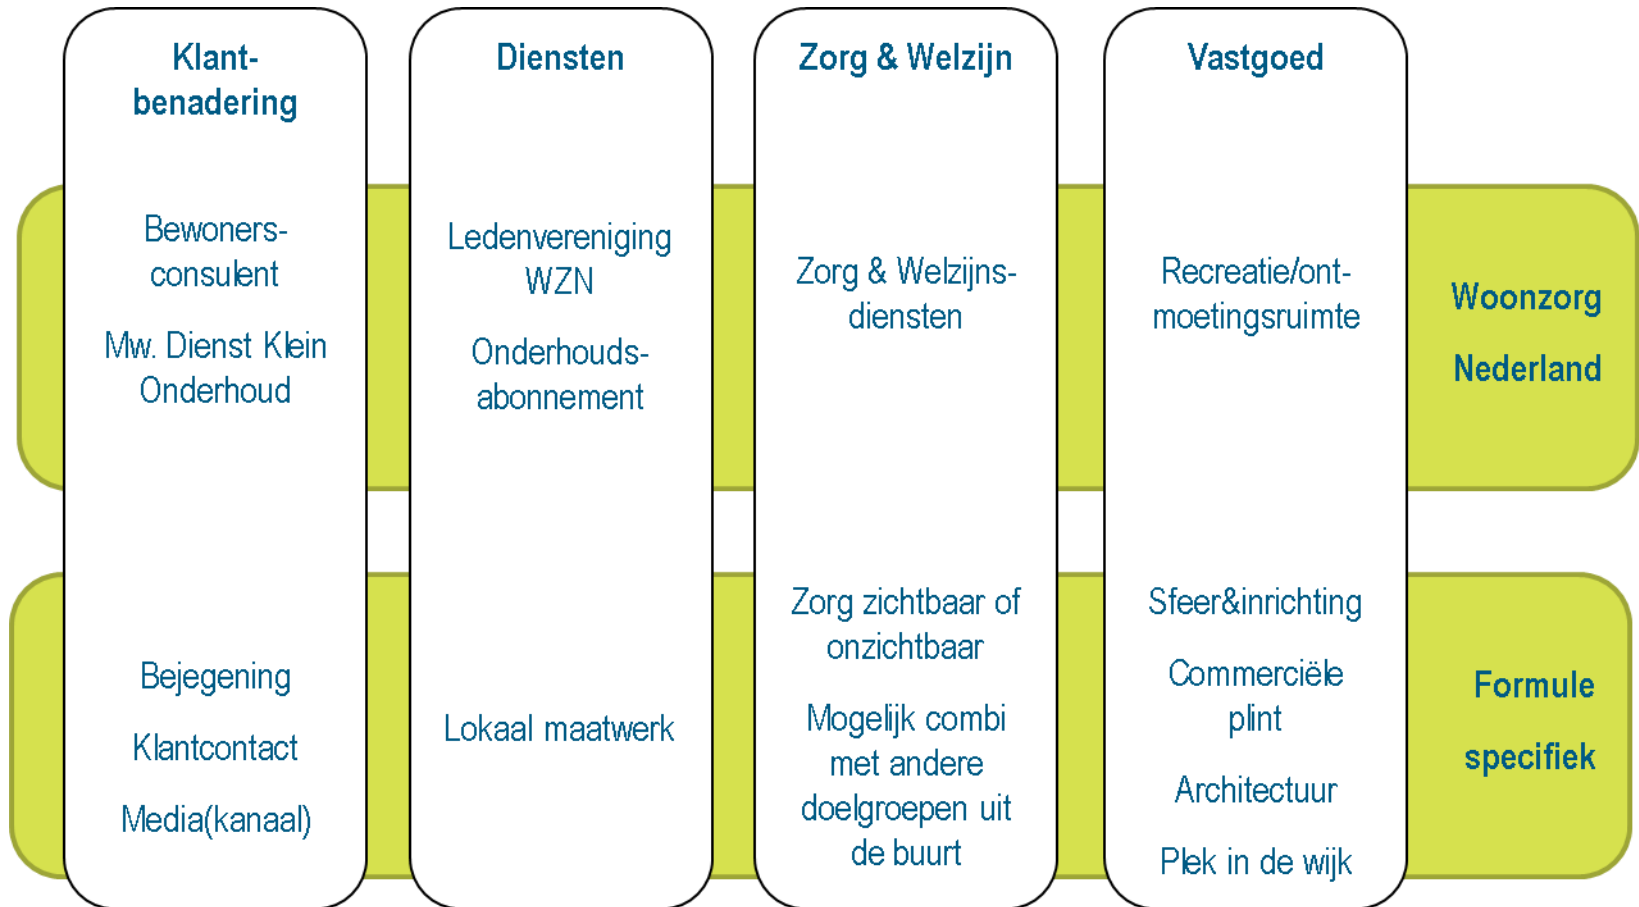 Klant-
benadering
Diensten
Zorg & Welzijn
Vastgoed
Bewoners-
consulent
Mw. Dienst Klein
Onderhoud
Ledenvereniging
WZN
Onderhouds-
abonnement
Zorg & Welzijns-
diensten
Recreatie/ont-
moetingsruimte
Woonzorg
Nederland
Bejegening
Klantcontact
Media(kanaal)
Lokaal maatwerk
Zorg zichtbaar of
onzichtbaar
Mogelijk combi
met andere
doelgroepen uit
de buurt
Sfeer&inrichting
Commerciële
plint
Architectuur
Plek in de wijk
Formule
specifiek